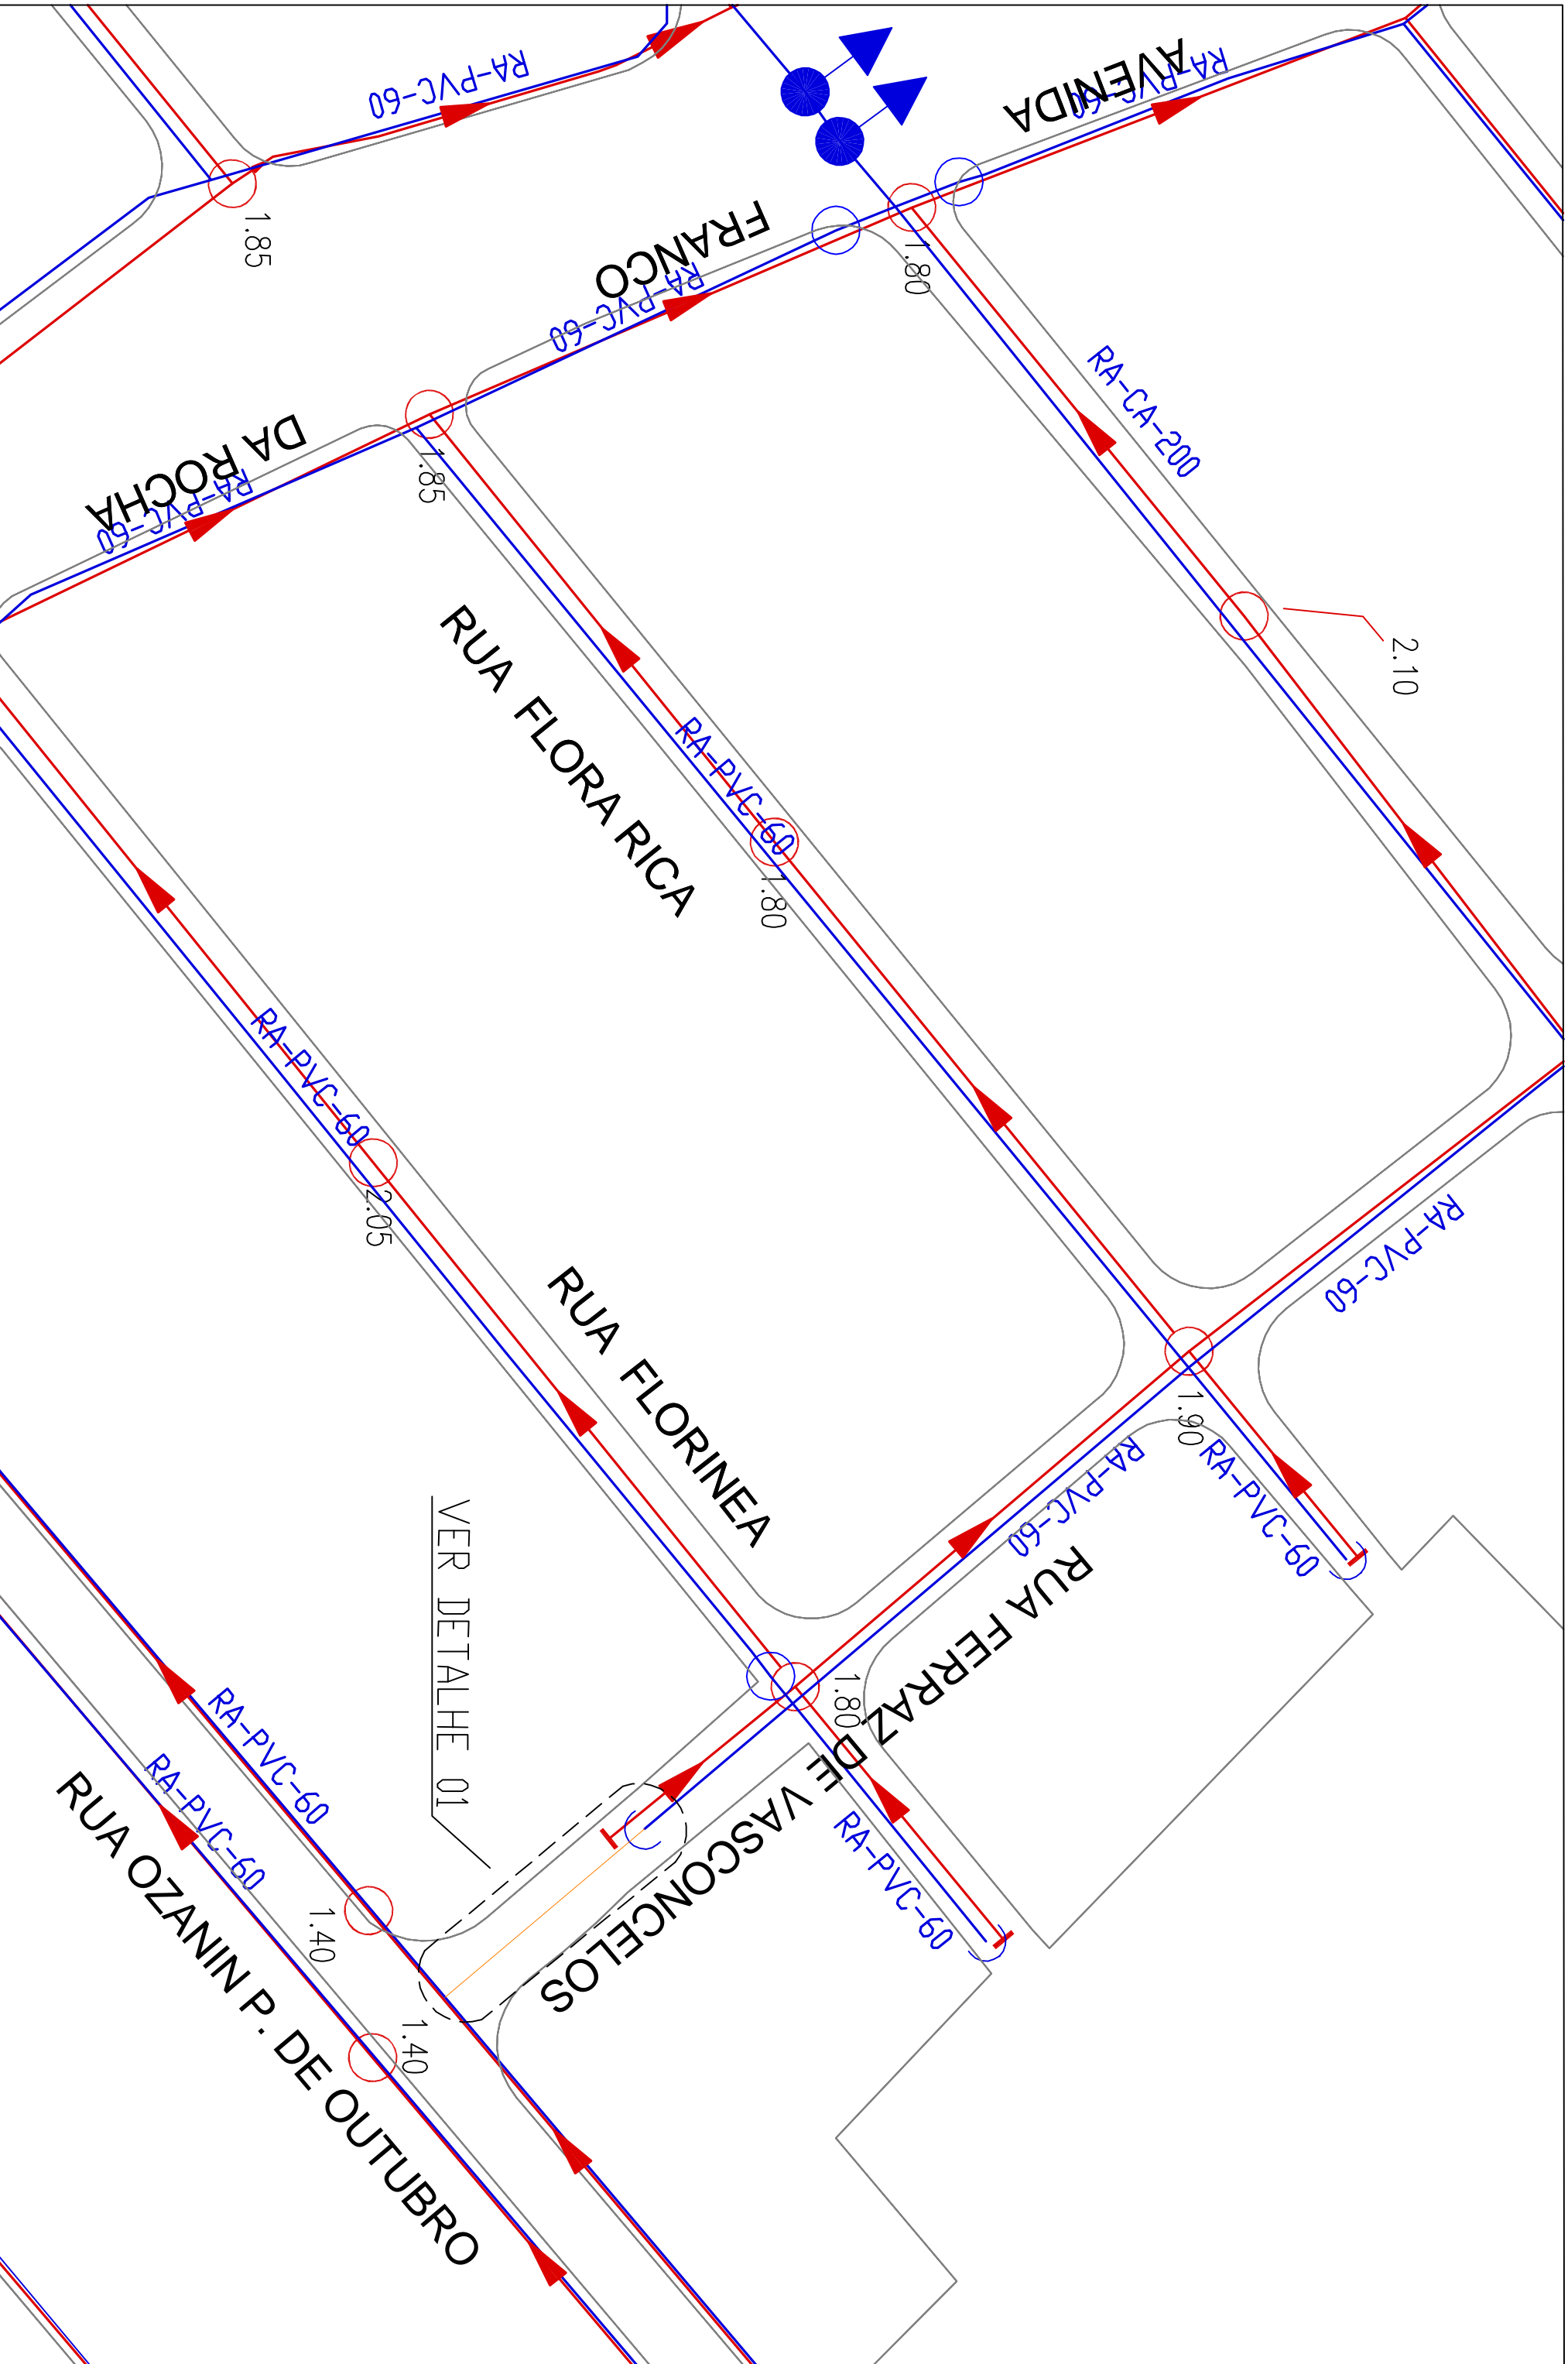 RA-PVC-60
AVENIDA
RA-PVC-60
1.85
FRANCO
RA-PVC-60
1.80
RA-CA-200
DA ROCHA
RA-PVC-60
1.85
2.10
RUA FLORA RICA
RA-PVC-60
1.80
RA-PVC-60
2.05
RA-PVC-60
RUA FLORINEA
1.90
RA-PVC-60
RA-PVC-60
VER DETALHE 01
RUA FERRAZ DE VASCONCELOS
1.80
RA-PVC-60
RA-PVC-60
RA-PVC-60
RUA OZANIN P. DE OUTUBRO
1.40
1.40